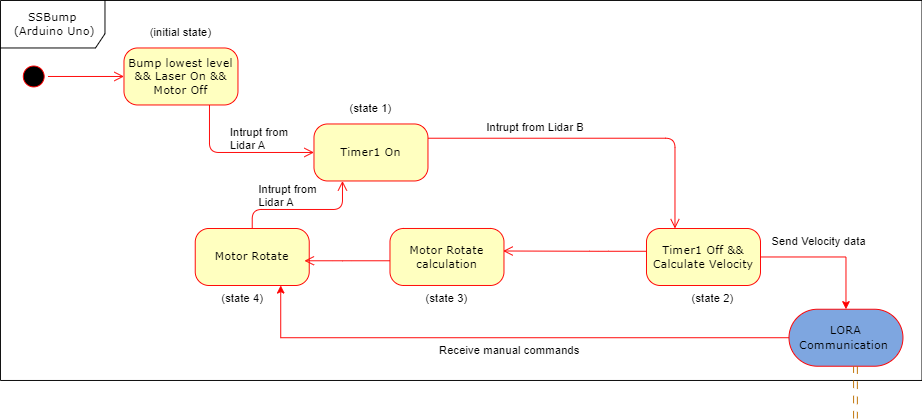 SSBump
(Arduino Uno)
(initial state)
Bump lowest level
&& Laser On &&
Motor Off
(state 1)
Intrupt from
Lidar A
Timer1 On
Intrupt from Lidar B
Intrupt from
Lidar A
Motor Rotate
(state 4)
Motor Rotate
calculation
(state 3)
Timer1 Off &&
Calculate Velocity
(state 2)
Send Velocity data
LORA
Communication
Receive manual commands